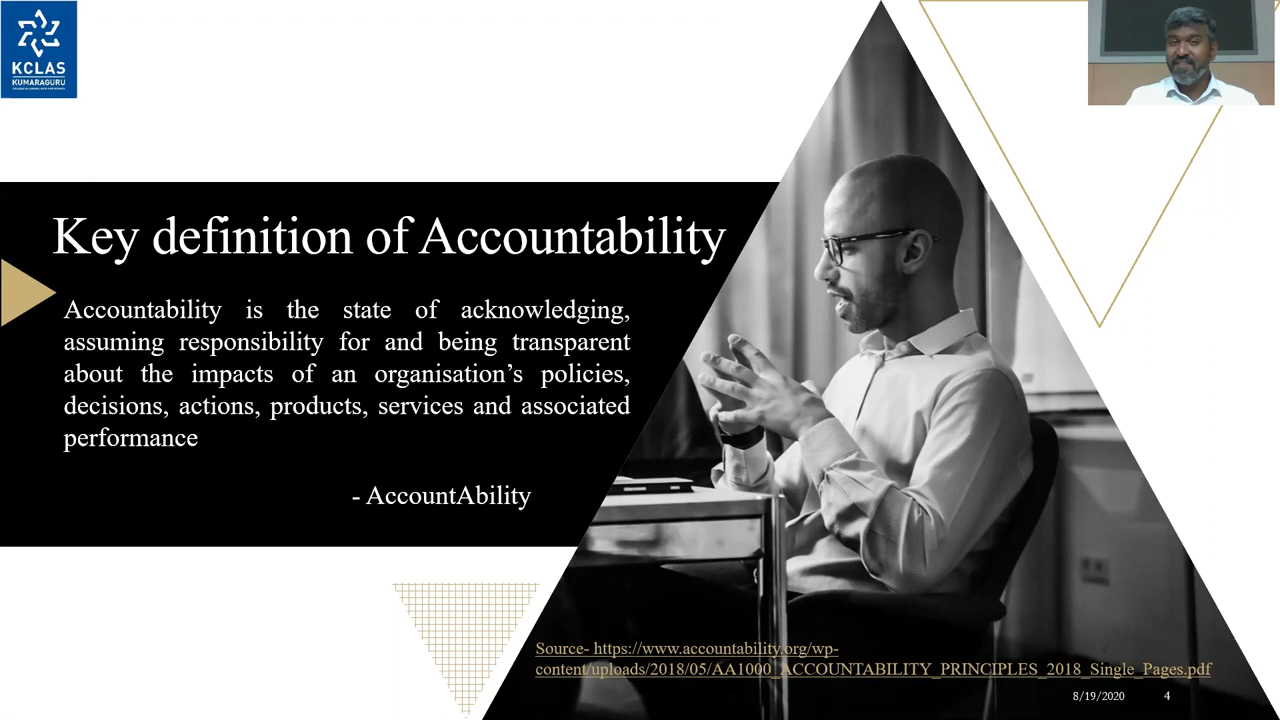 KCLAS
KUMARAGURU
Key definition of Accountability
Accountability is the state of acknowledging,
assuming responsibility for and being transparent
about the impacts of an organisation’s policies,
decisions, actions, products, services and associated
performance
- AccountAbility
Source- https://www.accountability.org/wp-
content/uploads/2018/05/AA1000_ACCOUNTABILITY_PRINCIPLES_2018_Single_Pages.pdf
8/19/2020 4